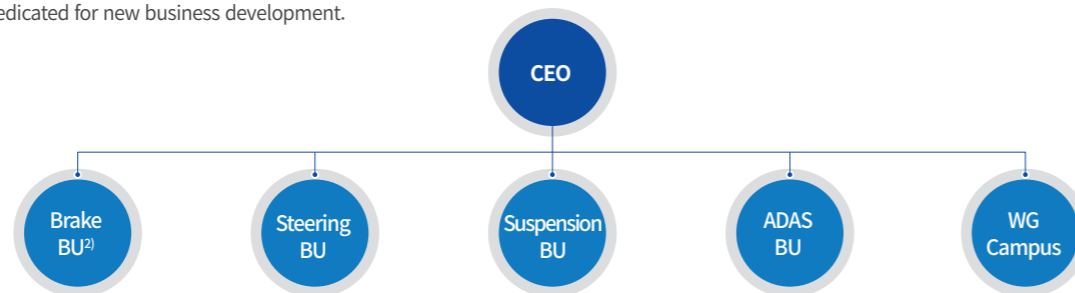 edicated for new business development.
CEO
Brake
BU2)
Steering
BU
Suspension
BU
ADAS
BU
WG
Campus